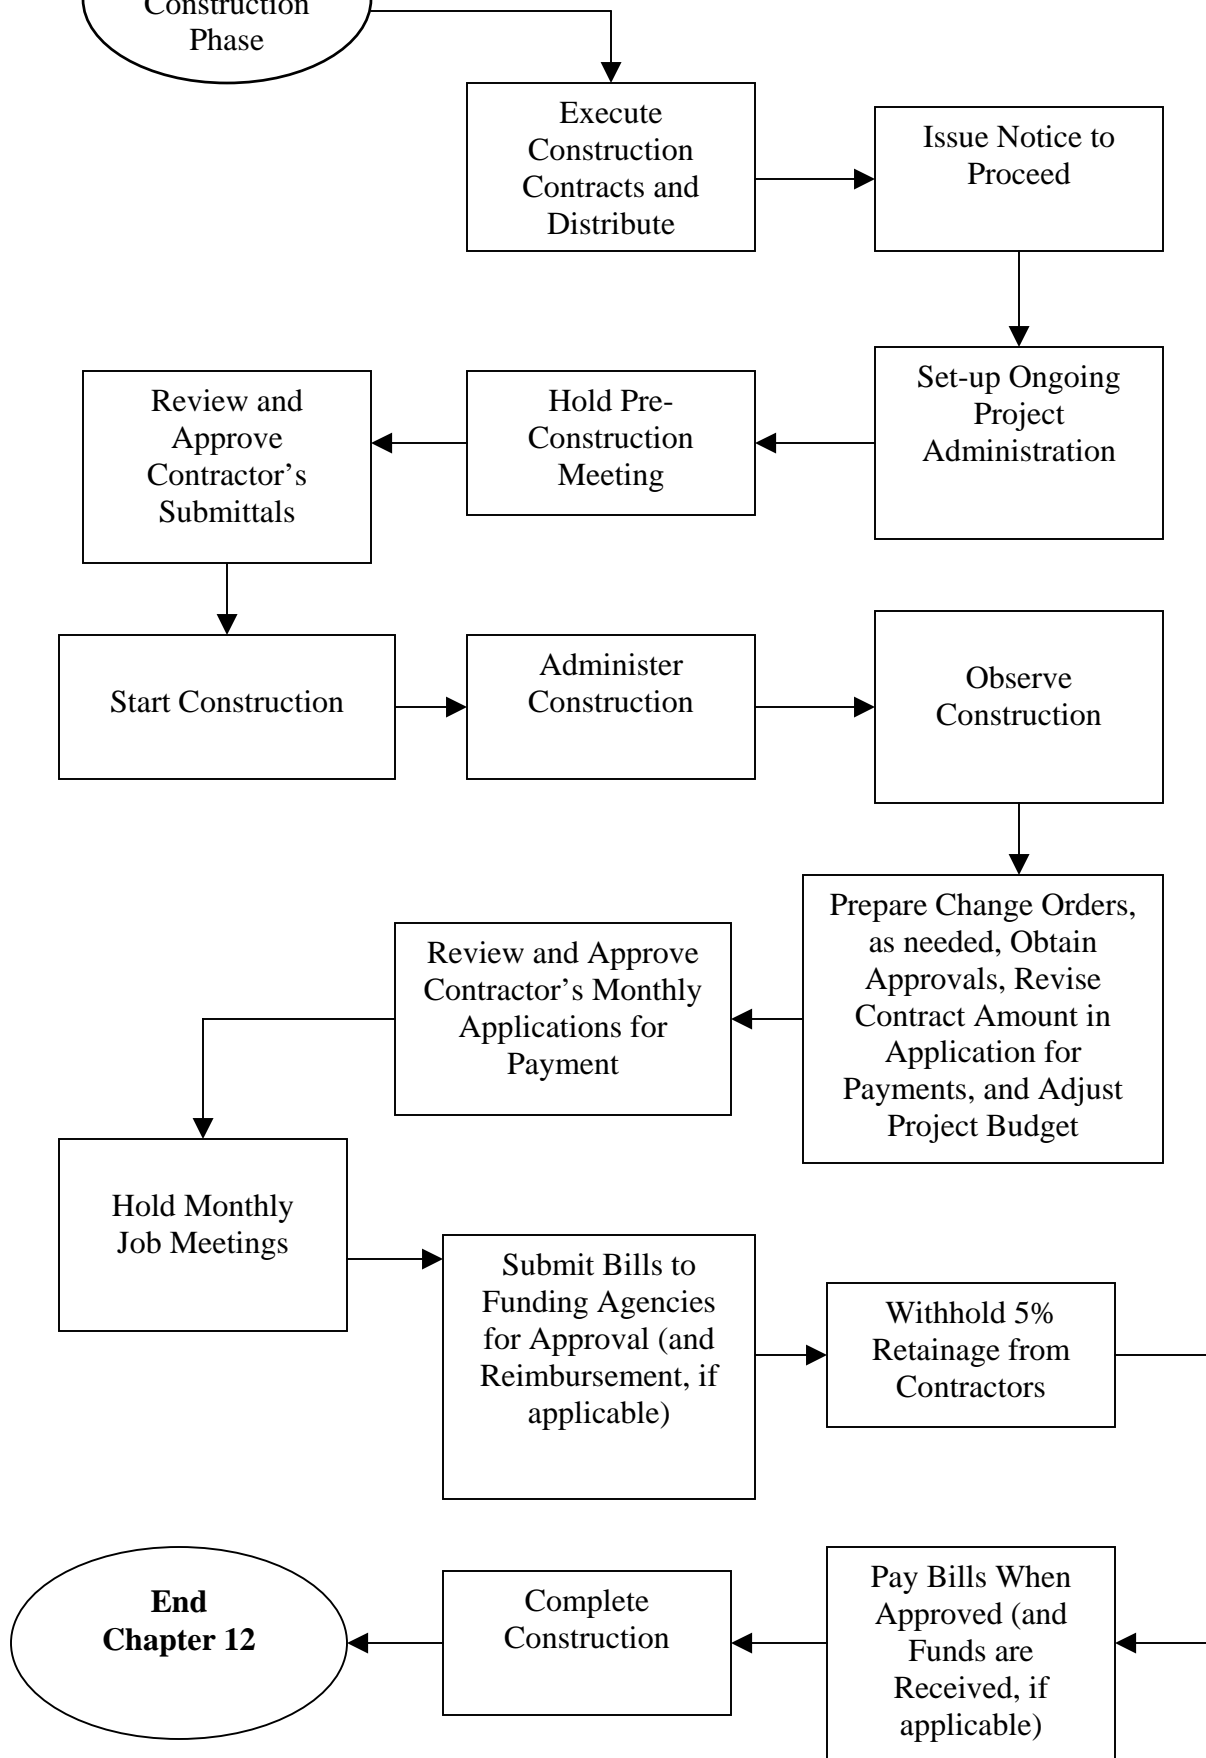 Construction
Phase
Execute
Construction
Contracts and
Distribute
Issue Notice to
Proceed
Set-up Ongoing
Project
Administration
Hold Pre-
Construction
Meeting
Review and
Approve
Contractor’s
Submittals
Start Construction
Administer
Construction
Observe
Construction
Prepare Change Orders,
as needed, Obtain
Approvals, Revise
Contract Amount in
Application for
Payments, and Adjust
Project Budget
Review and Approve
Contractor’s Monthly
Applications for
Payment
Hold Monthly
Job Meetings
Submit Bills to
Funding Agencies
for Approval (and
Reimbursement, if
applicable)
Withhold 5%
Retainage from
Contractors
Pay Bills When
Approved (and
Funds are
Received, if
applicable)
Complete
Construction
End
Chapter 12